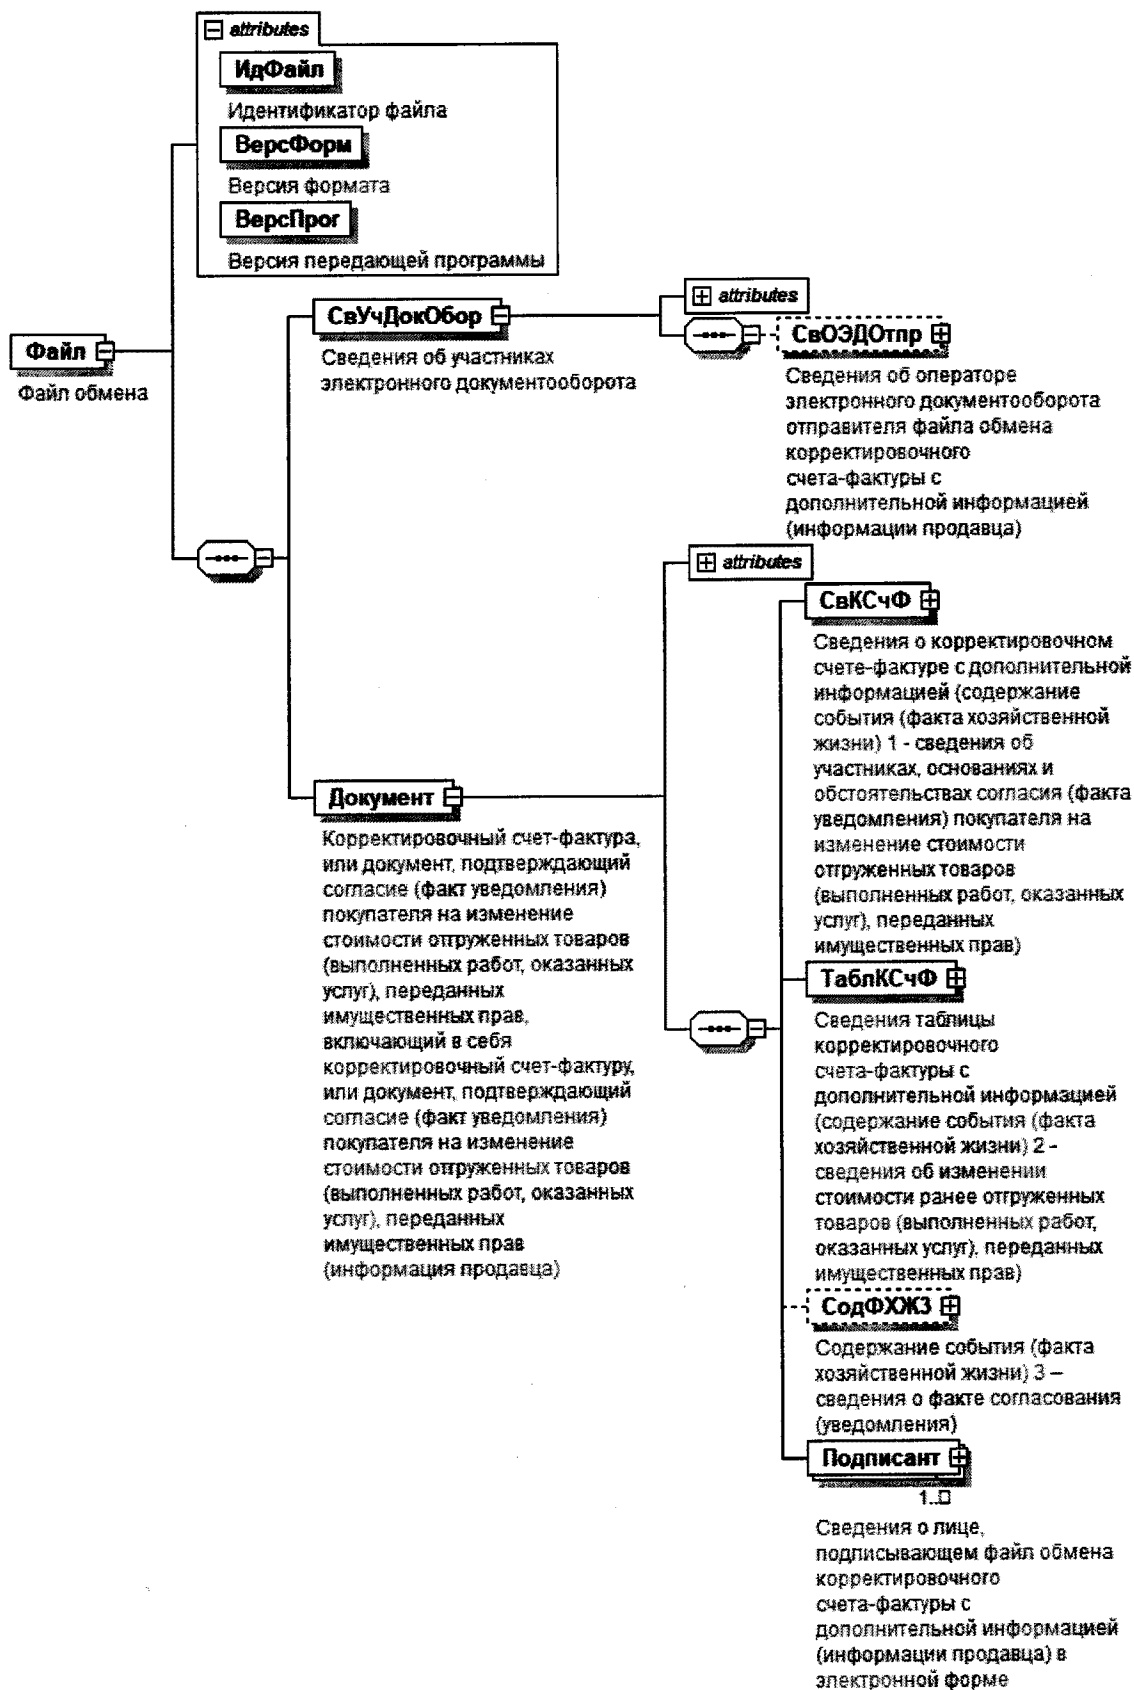 attributes
ИдФайл
Идентификатор файла
ВерсФорм
Версия формата
ВерсПрог
Версия передающей программы
Файл
Файл обмена
СвУчДокОбор
Сведения об участниках
электронного документооборота
attributes
СвОЭДОтпр
Сведения об операторе
электронного документооборота
отправителя файла обмена
корректировочного
счета-фактуры с
дополнительной информацией
(информации продавца)
Документ
Корректировочный счет-фактура,
или документ, подтверждающий
согласие (факт уведомления)
покупателя на изменение
стоимости отгруженных товаров
(выполненных работ, оказанных
услуг), переданных
имущественных прав,
включающий в себя
корректировочный счет-фактуру,
или документ, подтверждающий
согласие (факт уведомления)
покупателя на изменение
стоимости отгруженных товаров
(выполненных работ, оказанных
услуг), переданных
имущественных прав
(информация продавца)
attributes
СвКСчФ
Сведения о корректировочном
счете-фактуре с дополнительной
информацией (содержание
события (факта хозяйственной
жизни) 1 - сведения об
участниках, основаниях и
обстоятельствах согласия (факта
уведомления) покупателя на
изменение стоимости
отгруженных товаров
(выполненных работ, оказанных
услуг), переданных
имущественных прав)
ТаблКСчФ
Сведения таблицы
корректировочного
счета-фактуры с
дополнительной информацией
(содержание события (факта
хозяйственной жизни) 2 -
сведения об изменении
стоимости ранее отгруженных
товаров (выполненных работ,
оказанных услуг), переданных
имущественных прав)
СодФХЖ3
Содержание события (факта
хозяйственной жизни) 3 –
сведения о факте согласования
(уведомления)
Подписант
1..□
Сведения о лице,
подписывающем файл обмена
корректировочного
счета-фактуры с
дополнительной информацией
(информации продавца) в
электронной форме